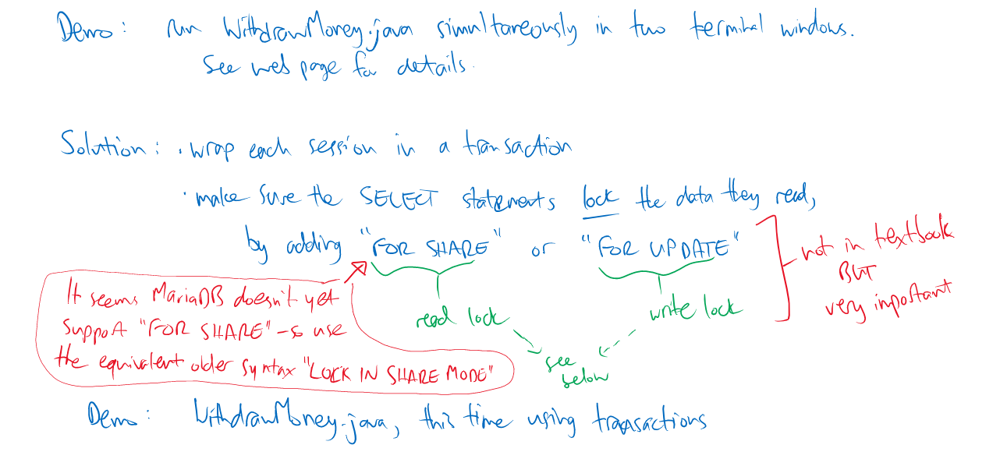 Demo: run WithdrawMoney.java simultaneously in two terminal windows.
See web page for details.
Solution: · wrap each session in a transaction
· make sure the SELECT statements lock the data they read,
by adding "FOR SHARE" or "FOR UPDATE"
not in textbook
BUT
very important
It seems MariaDB doesn't yet
support "FOR SHARE" - so use
the equivalent older syntax "LOCK IN SHARE MODE"
read lock
write lock
see
below
Demo: WithdrawMoney.java, this time using transactions